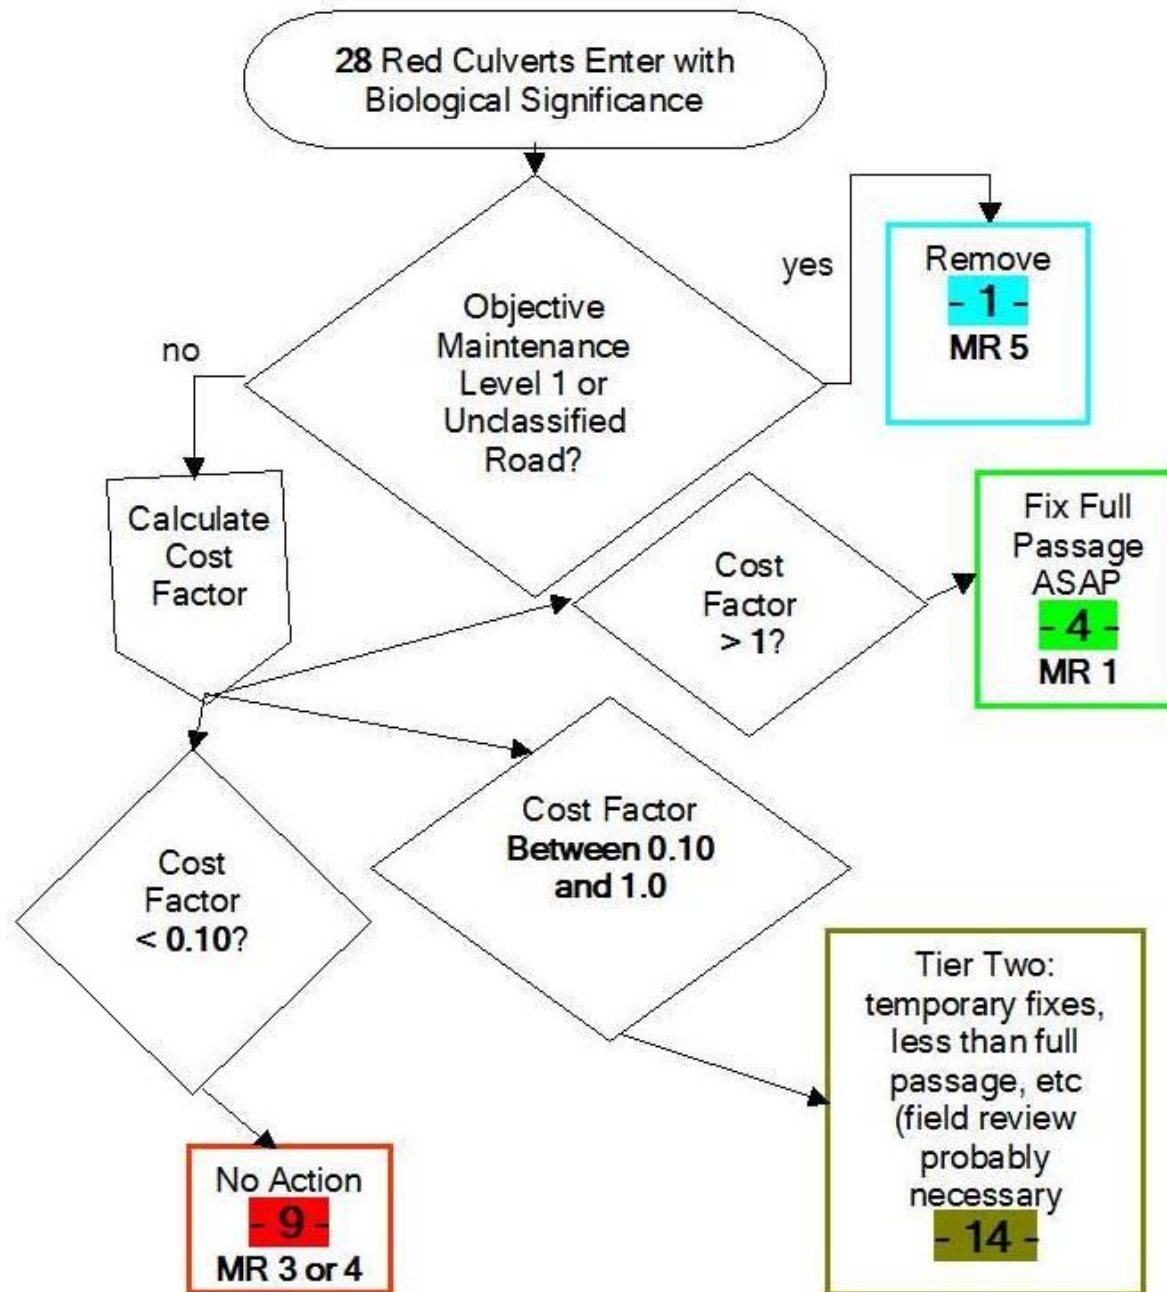 28 Red Culverts Enter with
Biological Significance
yes
Remove
- 1 -
MR 5
Objective
Maintenance
Level 1 or
Unclassified
Road?
no
Calculate
Cost
Factor
Cost
Factor
> 1?
Fix Full
Passage
ASAP
- 4 -
MR 1
Cost Factor
Between 0.10
and 1.0
Cost
Factor
< 0.10?
Tier Two:
temporary fixes,
less than full
passage, etc
(field review
probably
necessary
- 14 -
No Action
- 9 -
MR 3 or 4